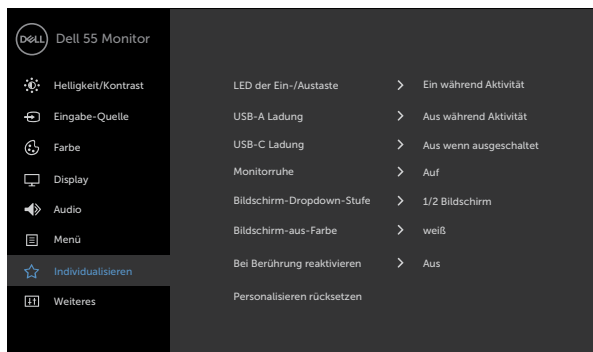 DELL Dell 55 Monitor
Helligkeit/Kontrast
Eingabe-Quelle
Farbe
Display
Audio
Menü
Individualisieren
Weiteres
LED der Ein-/Austaste > Ein während Aktivität
USB-A Ladung > Aus während Aktivität
USB-C Ladung > Aus wenn ausgeschaltet
Monitorruhe > Auf
Bildschirm-Dropdown-Stufe > 1/2 Bildschirm
Bildschirm-aus-Farbe > weiß
Bei Berührung reaktivieren > Aus
Personalisieren rücksetzen